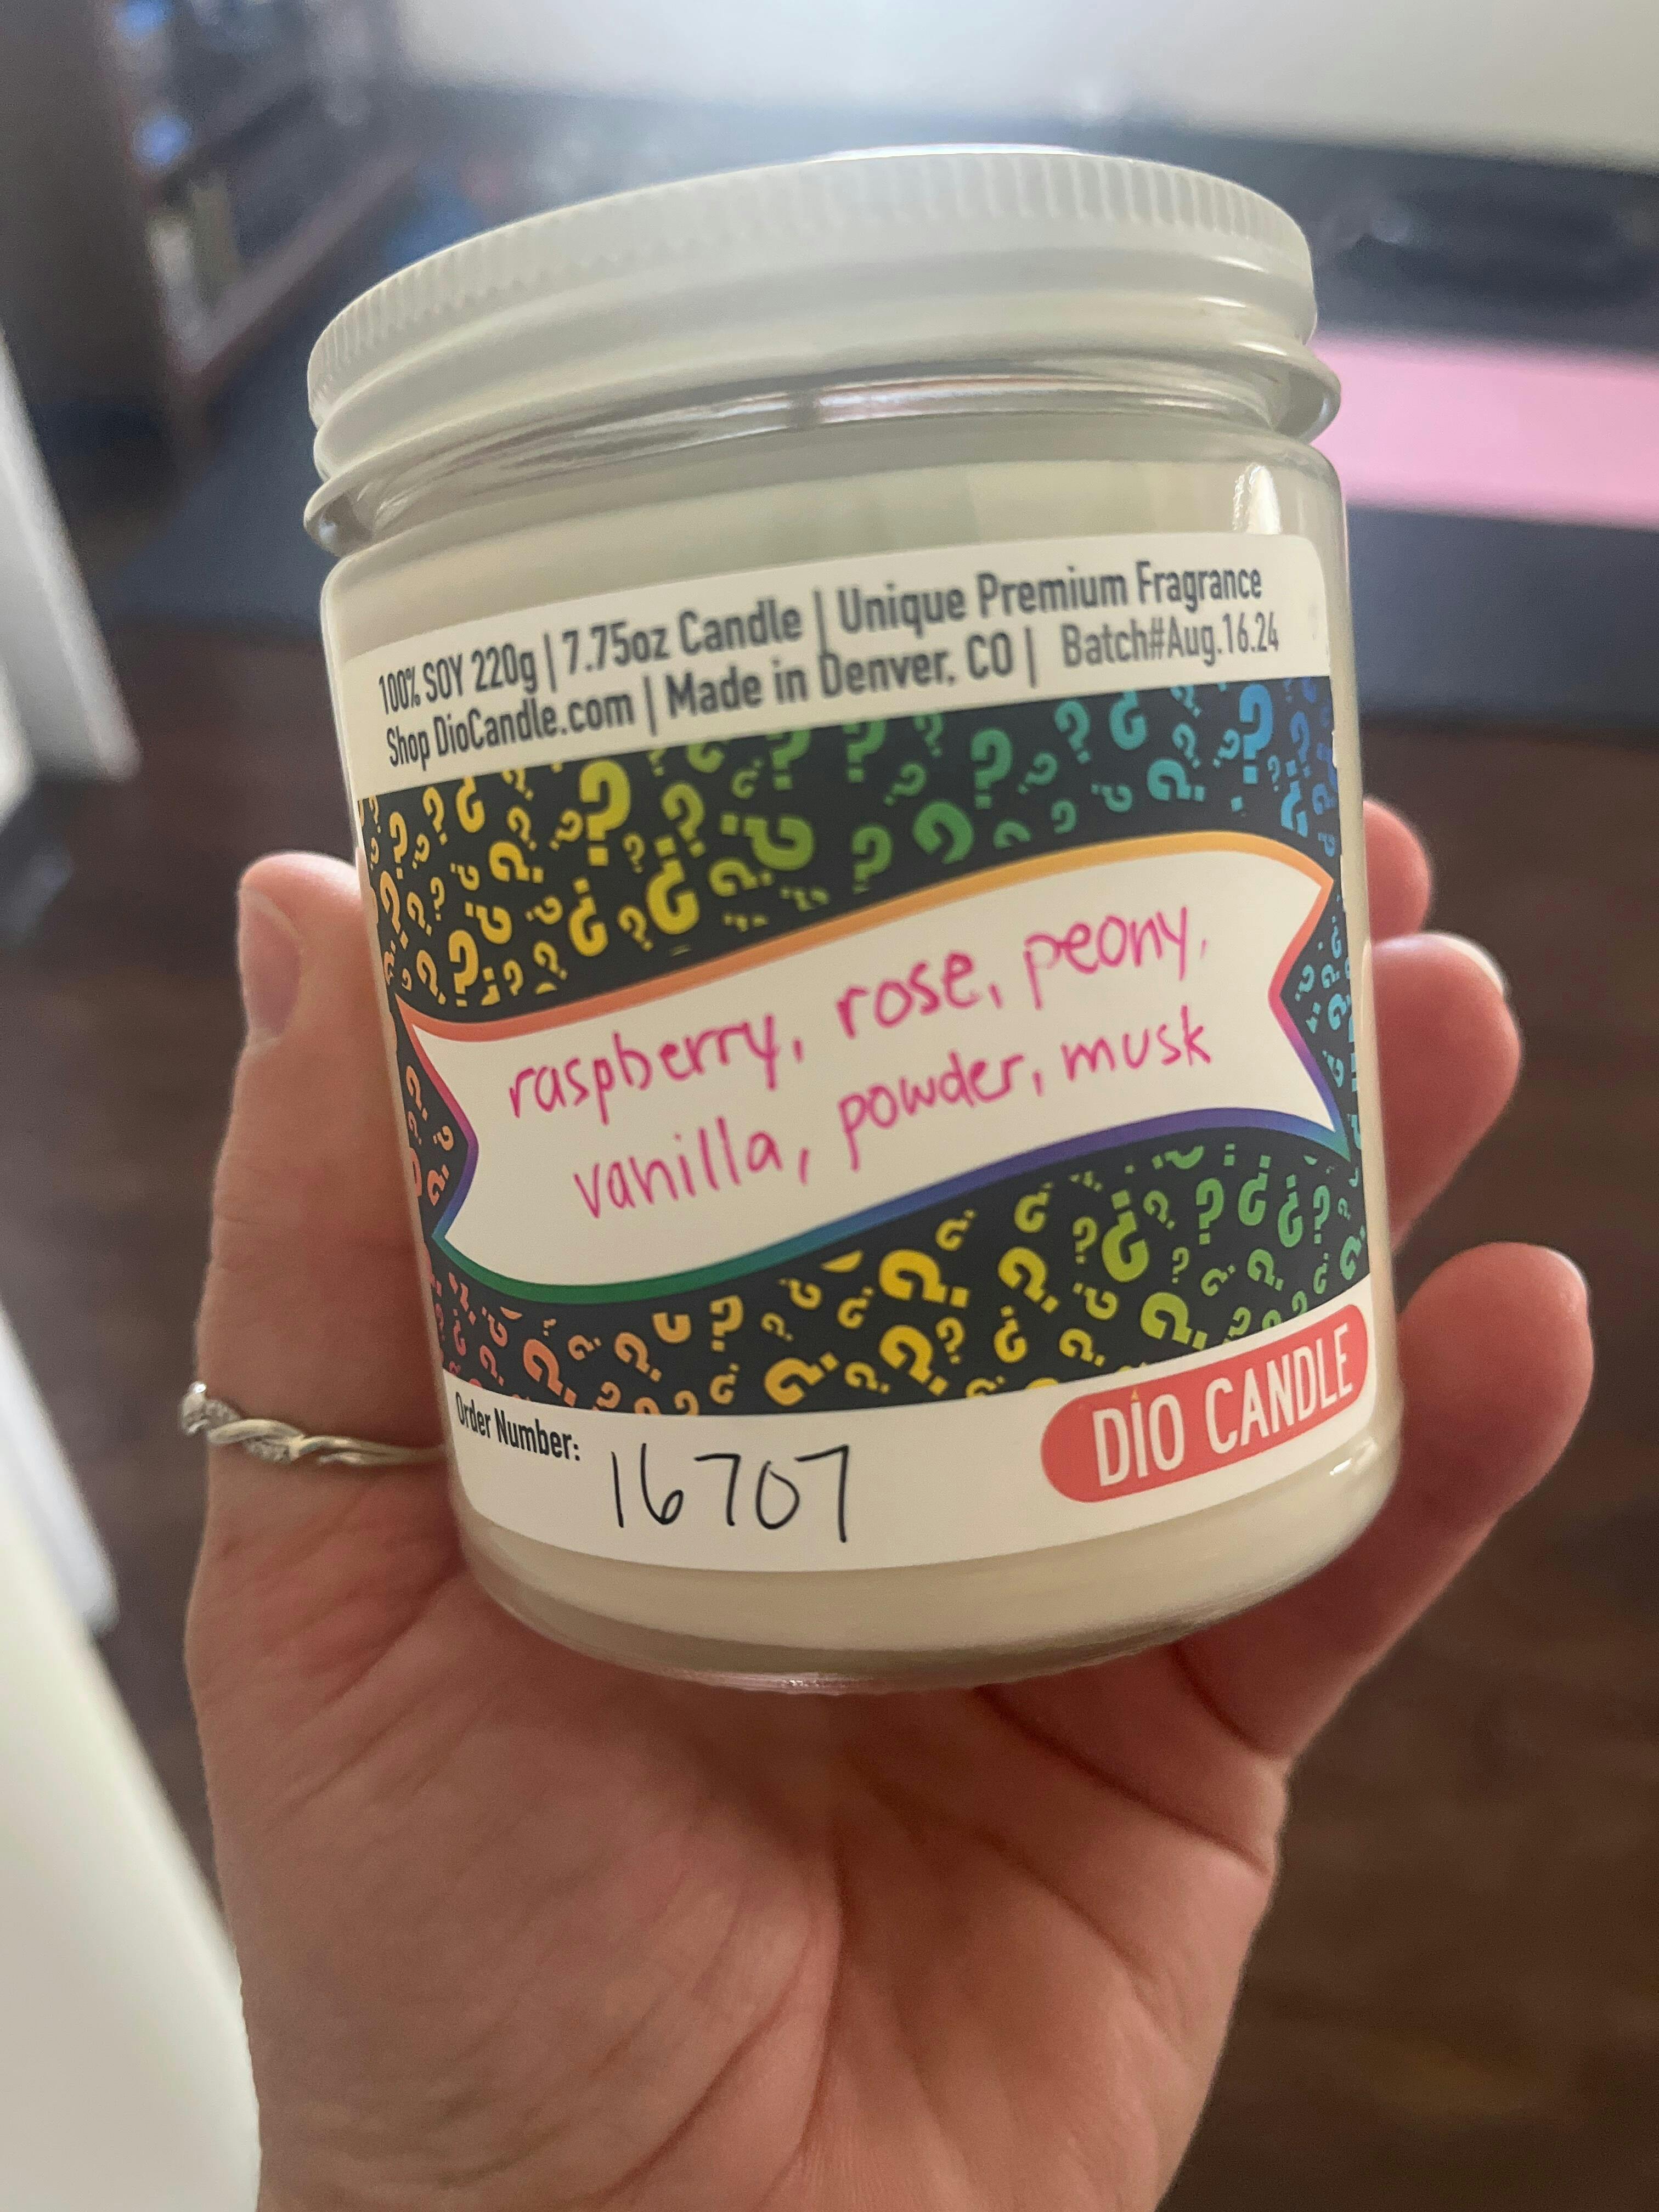 100% SOY 220g | 7.75oz Candle | Unique Premium Fragrance
Shop DioCandle.com | Made in Denver, CO | Batch#Aug.16.24
raspberry, rose, peony,
vanilla, powder, musk
Order Number: 16707
DIO CANDLE